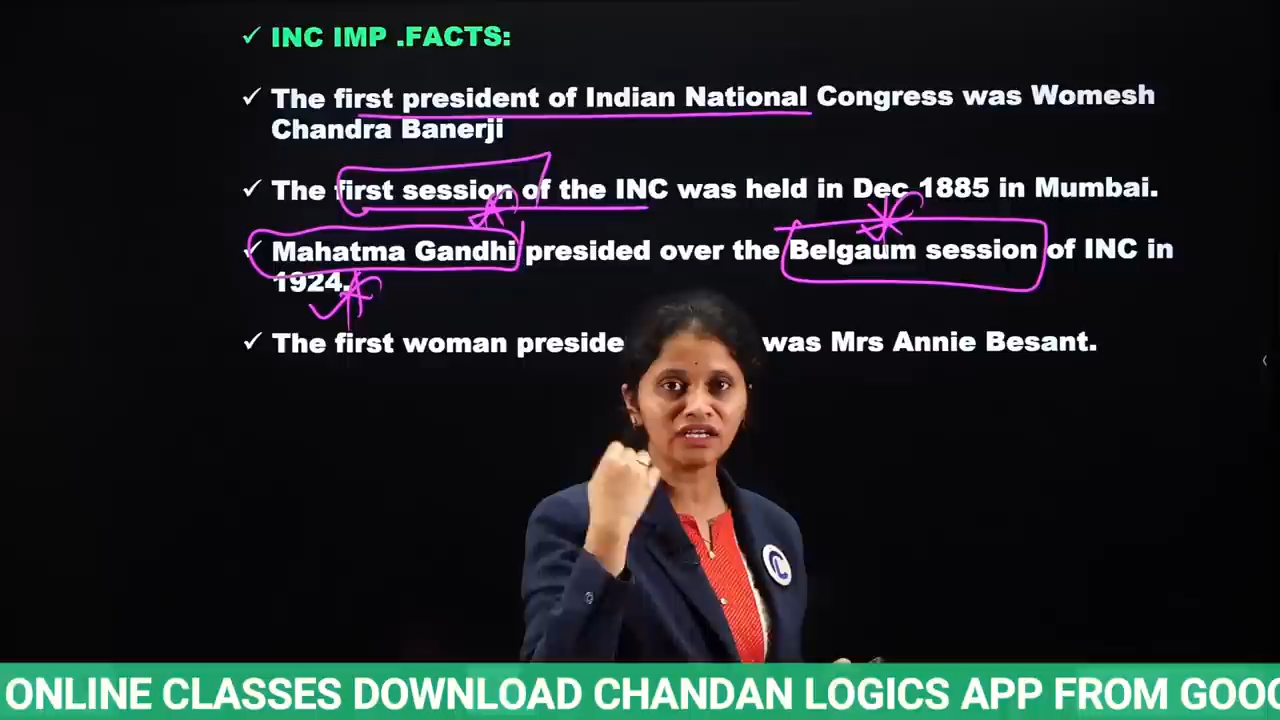 ✓ INC IMP .FACTS:
✓ The first president of Indian National Congress was Womesh
Chandra Banerji
✓ The first session of the INC was held in Dec 1885 in Mumbai.
✓ Mahatma Gandhi presided over the Belgaum session of INC in
1924.
✓ The first woman preside was Mrs Annie Besant.
ONLINE CLASSES DOWNLOAD CHANDAN LOGICS APP FROM GOO